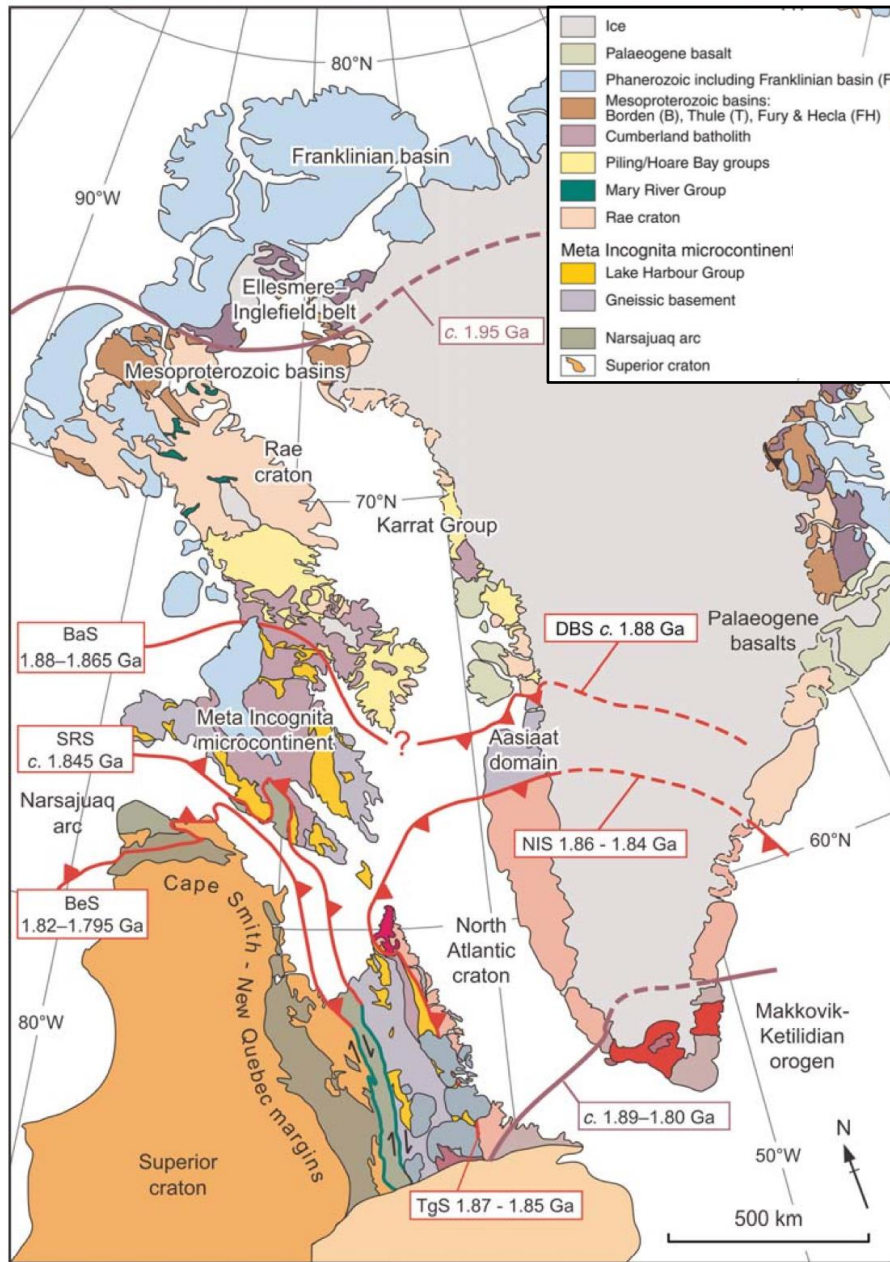 80°N
Franklinian basin
90°W
Ellesmere–
Inglefield belt
c. 1.95 Ga
Mesoproterozoic basins
Rae
craton
70°N
Karrat Group
Palaeogene
basalts
BaS
1.88–1.865 Ga
DBS c. 1.88 Ga
Meta Incognita
microcontinent
?
Aasiaat
domain
SRS
c. 1.845 Ga
Narsajuaq
arc
NIS 1.86 - 1.84 Ga
60°N
BeS
1.82–1.795 Ga
Cape Smith - New Quebec margins
North
Atlantic
craton
80°W
Makkovik-
Ketilidian
orogen
c. 1.89–1.80 Ga
Superior
craton
TgS 1.87 - 1.85 Ga
50°W
N
500 km
Ice
Palaeogene basalt
Phanerozoic including Franklinian basin (F
Mesoproterozoic basins:
Borden (B), Thule (T), Fury & Hecla (FH)
Cumberland batholith
Piling/Hoare Bay groups
Mary River Group
Rae craton
Meta Incognita microcontinent
Lake Harbour Group
Gneissic basement
Narsajuaq arc
Superior craton